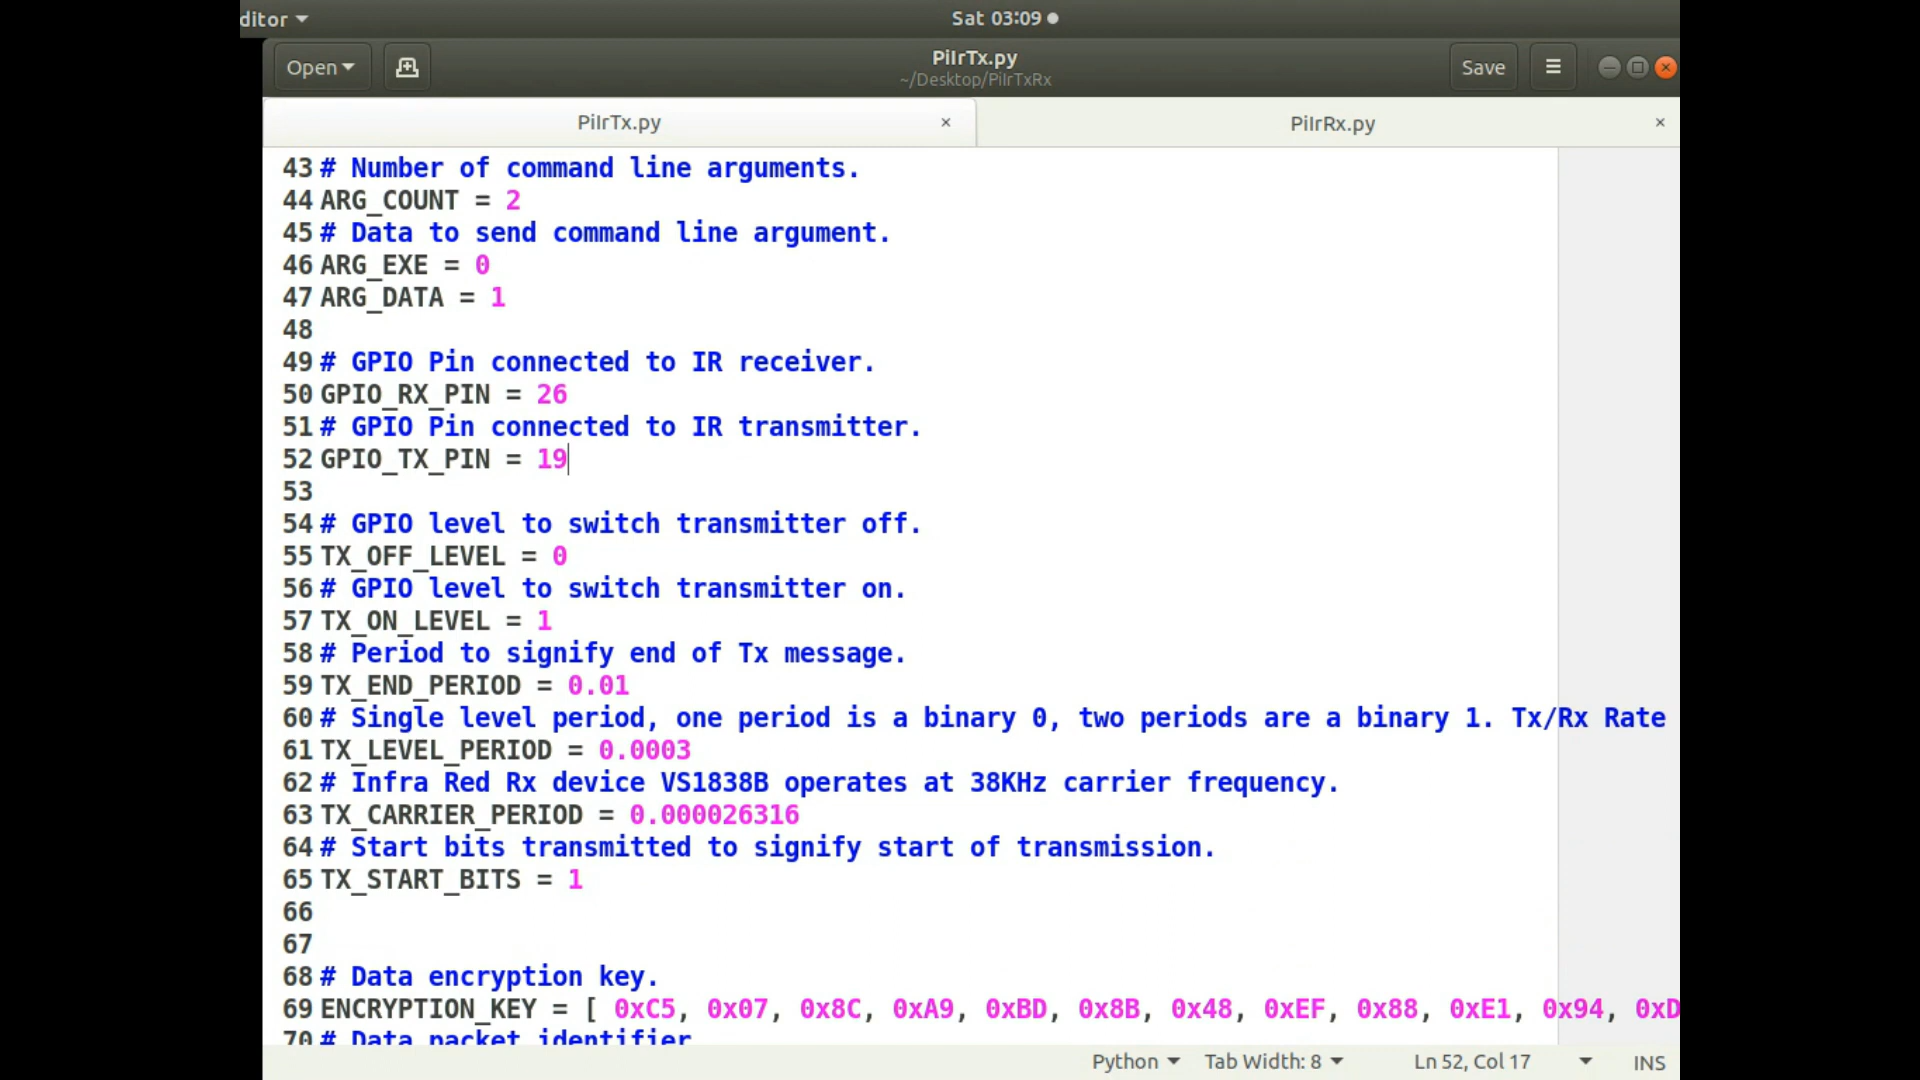 ditor
Sat 03:09
Open
PiIrTx.py
~/Desktop/PiIrTxRx
Save
PiIrTx.py ×
PiIrRx.py ×
43 # Number of command line arguments.
44 ARG_COUNT = 2
45 # Data to send command line argument.
46 ARG_EXE = 0
47 ARG_DATA = 1
48
49 # GPIO Pin connected to IR receiver.
50 GPIO_RX_PIN = 26
51 # GPIO Pin connected to IR transmitter.
52 GPIO_TX_PIN = 19
53
54 # GPIO level to switch transmitter off.
55 TX_OFF_LEVEL = 0
56 # GPIO level to switch transmitter on.
57 TX_ON_LEVEL = 1
58 # Period to signify end of Tx message.
59 TX_END_PERIOD = 0.01
60 # Single level period, one period is a binary 0, two periods are a binary 1. Tx/Rx Rate
61 TX_LEVEL_PERIOD = 0.0003
62 # Infra Red Rx device VS1838B operates at 38KHz carrier frequency.
63 TX_CARRIER_PERIOD = 0.000026316
64 # Start bits transmitted to signify start of transmission.
65 TX_START_BITS = 1
66
67
68 # Data encryption key.
69 ENCRYPTION_KEY = [ 0xC5, 0x07, 0x8C, 0xA9, 0xBD, 0x8B, 0x48, 0xEF, 0x88, 0xE1, 0x94, 0xD
70 # Data packet identifier
Python Tab Width: 8 Ln 52, Col 17 INS